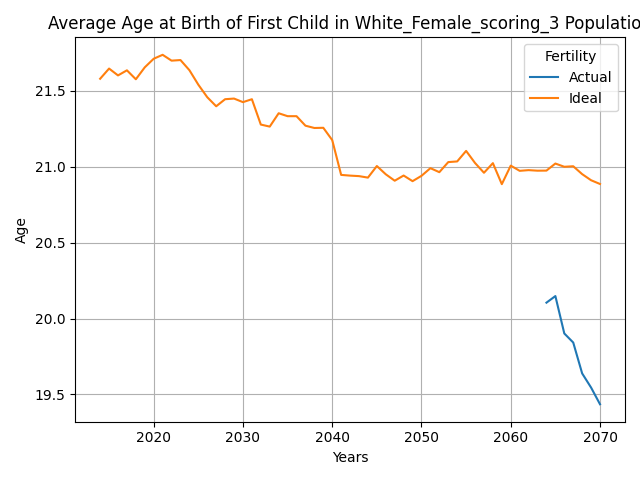 Average Age at Birth of First Child in White_Female_scoring_3 Populatio
Fertility
Actual
Ideal
21.5
21.0
20.5
20.0
19.5
Age
2020 2030 2040 2050 2060 2070
Years